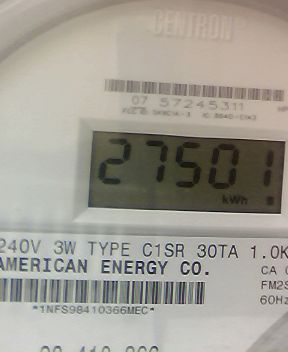 CENTRON
07 57245311
27501
kWh
240V 3W TYPE C1SR 30TA 1.0K
AMERICAN ENERGY CO.
CA
FM2S
60Hz
*1NFS98410366MEC*